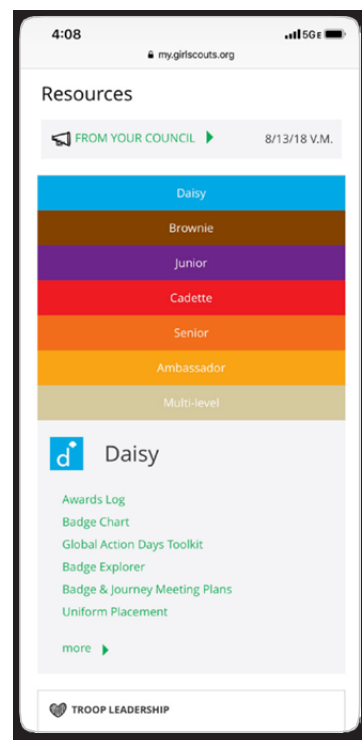 4:08
5GE
my.girlscouts.org
Resources
FROM YOUR COUNCIL
8/13/18 V.M.
Daisy
Brownie
Junior
Cadette
Senior
Ambassador
Multi-level
d Daisy
Awards Log
Badge Chart
Global Action Days Toolkit
Badge Explorer
Badge & Journey Meeting Plans
Uniform Placement
more
TROOP LEADERSHIP